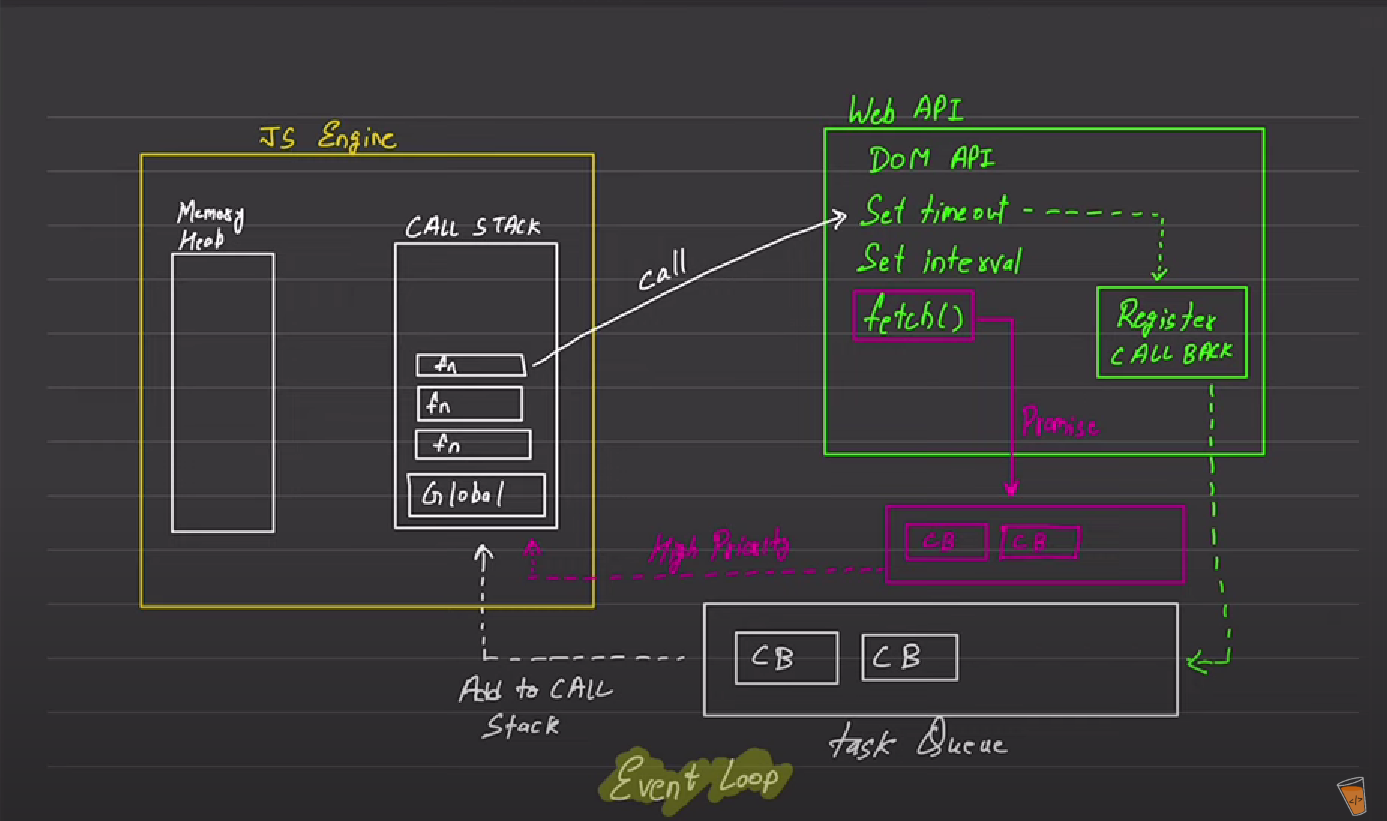 Web API
JS Engine
DOM API
Memory
Heab
CALL STACK
Set timeout
call
Set interval
fetch()
Register
CALL BACK
fn
fn
fn
Promise
Global
High Priority
CB CB
CB CB
Add to CALL
Stack
task Queue
Event Loop
</>